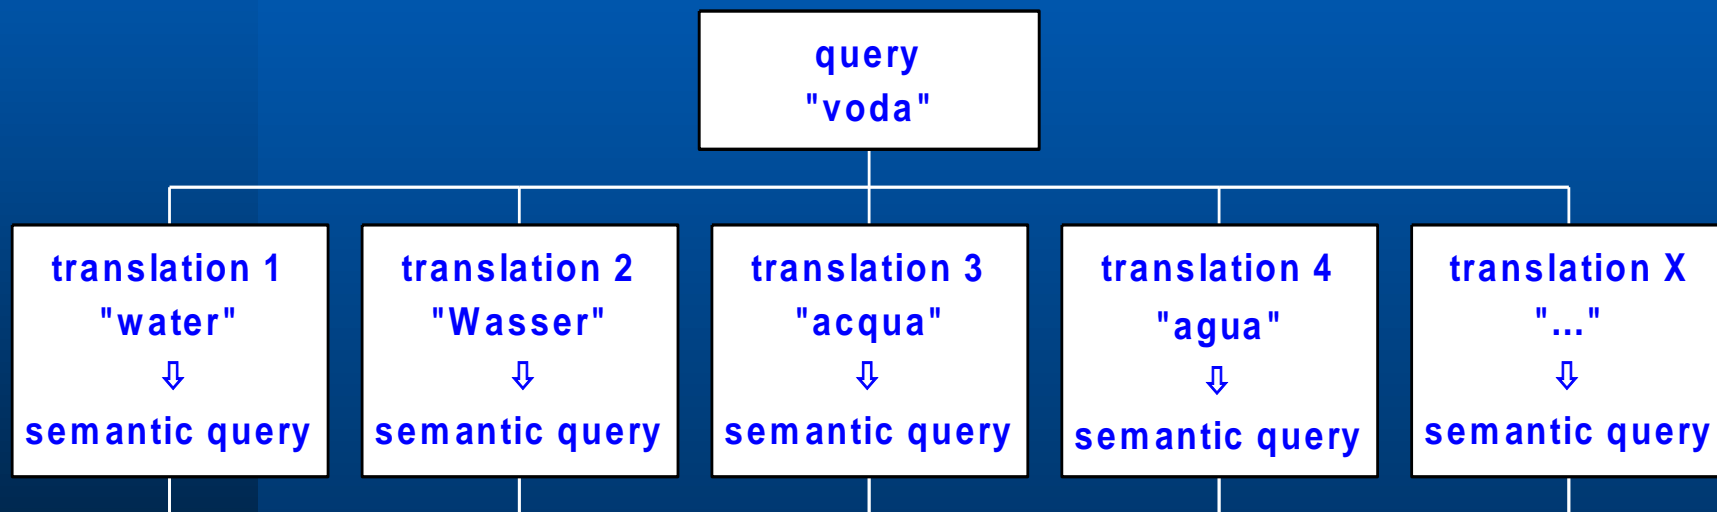 query
"voda"
translation 1
"water"
⇩
semantic query
translation 2
"Wasser"
⇩
semantic query
translation 3
"acqua"
⇩
semantic query
translation 4
"agua"
⇩
semantic query
translation X
"..."
⇩
semantic query